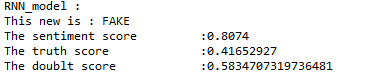 RNN_model :
This new is : FAKE
The sentiment score :0.8074
The truth score :0.41652927
The doublt score :0.5834707319736481